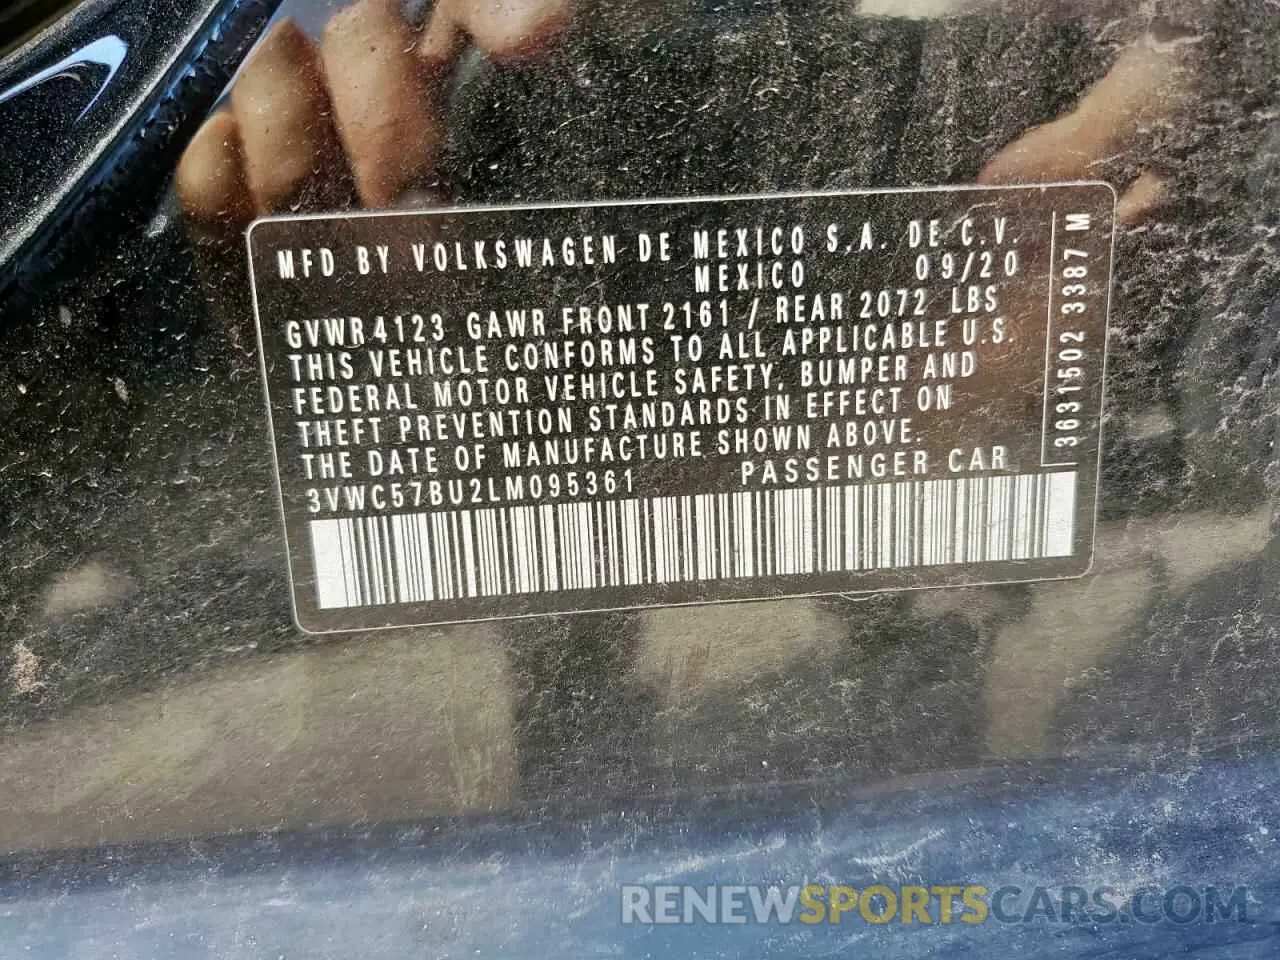 MFD BY VOLKSWAGEN DE MEXICO S.A. DE C.V.
MEXICO 09/20
GVWR 4123 GAWR FRONT 2161 / REAR 2072 LBS
THIS VEHICLE CONFORMS TO ALL APPLICABLE U.S.
FEDERAL MOTOR VEHICLE SAFETY, BUMPER AND
THEFT PREVENTION STANDARDS IN EFFECT ON
THE DATE OF MANUFACTURE SHOWN ABOVE.
3VWC57BU2LM095361 PASSENGER CAR
3631502 3387 M
RENEWSPORTSCARS.COM